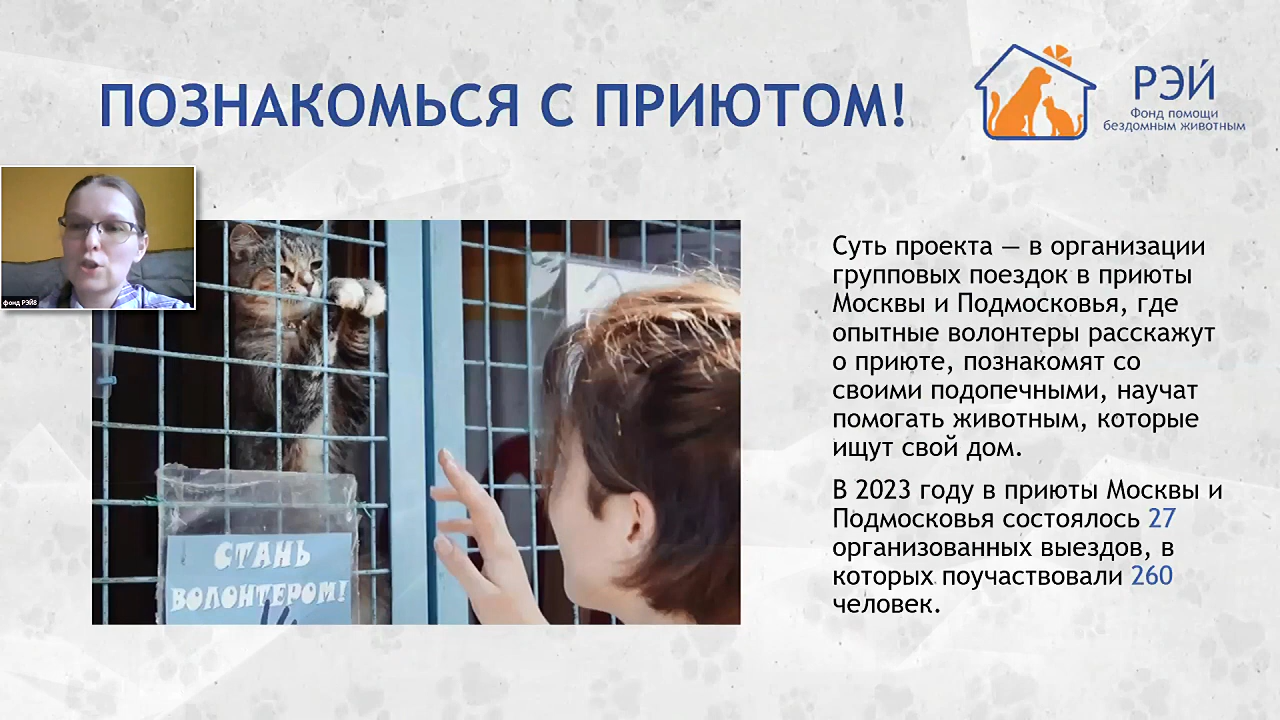 ПОЗНАКОМЬСЯ С ПРИЮТОМ!
РЭЙ
Фонд помощи
бездомным животным
фонд РЭЙ8
Суть проекта — в организации
групповых поездок в приюты
Москвы и Подмосковья, где
опытные волонтеры расскажут
о приюте, познакомят со
своими подопечными, научат
помогать животным, которые
ищут свой дом.
В 2023 году в приюты Москвы и
Подмосковья состоялось 27
организованных выездов, в
которых поучаствовали 260
человек.
СТАНЬ
ВОЛОНТЕРОМ!